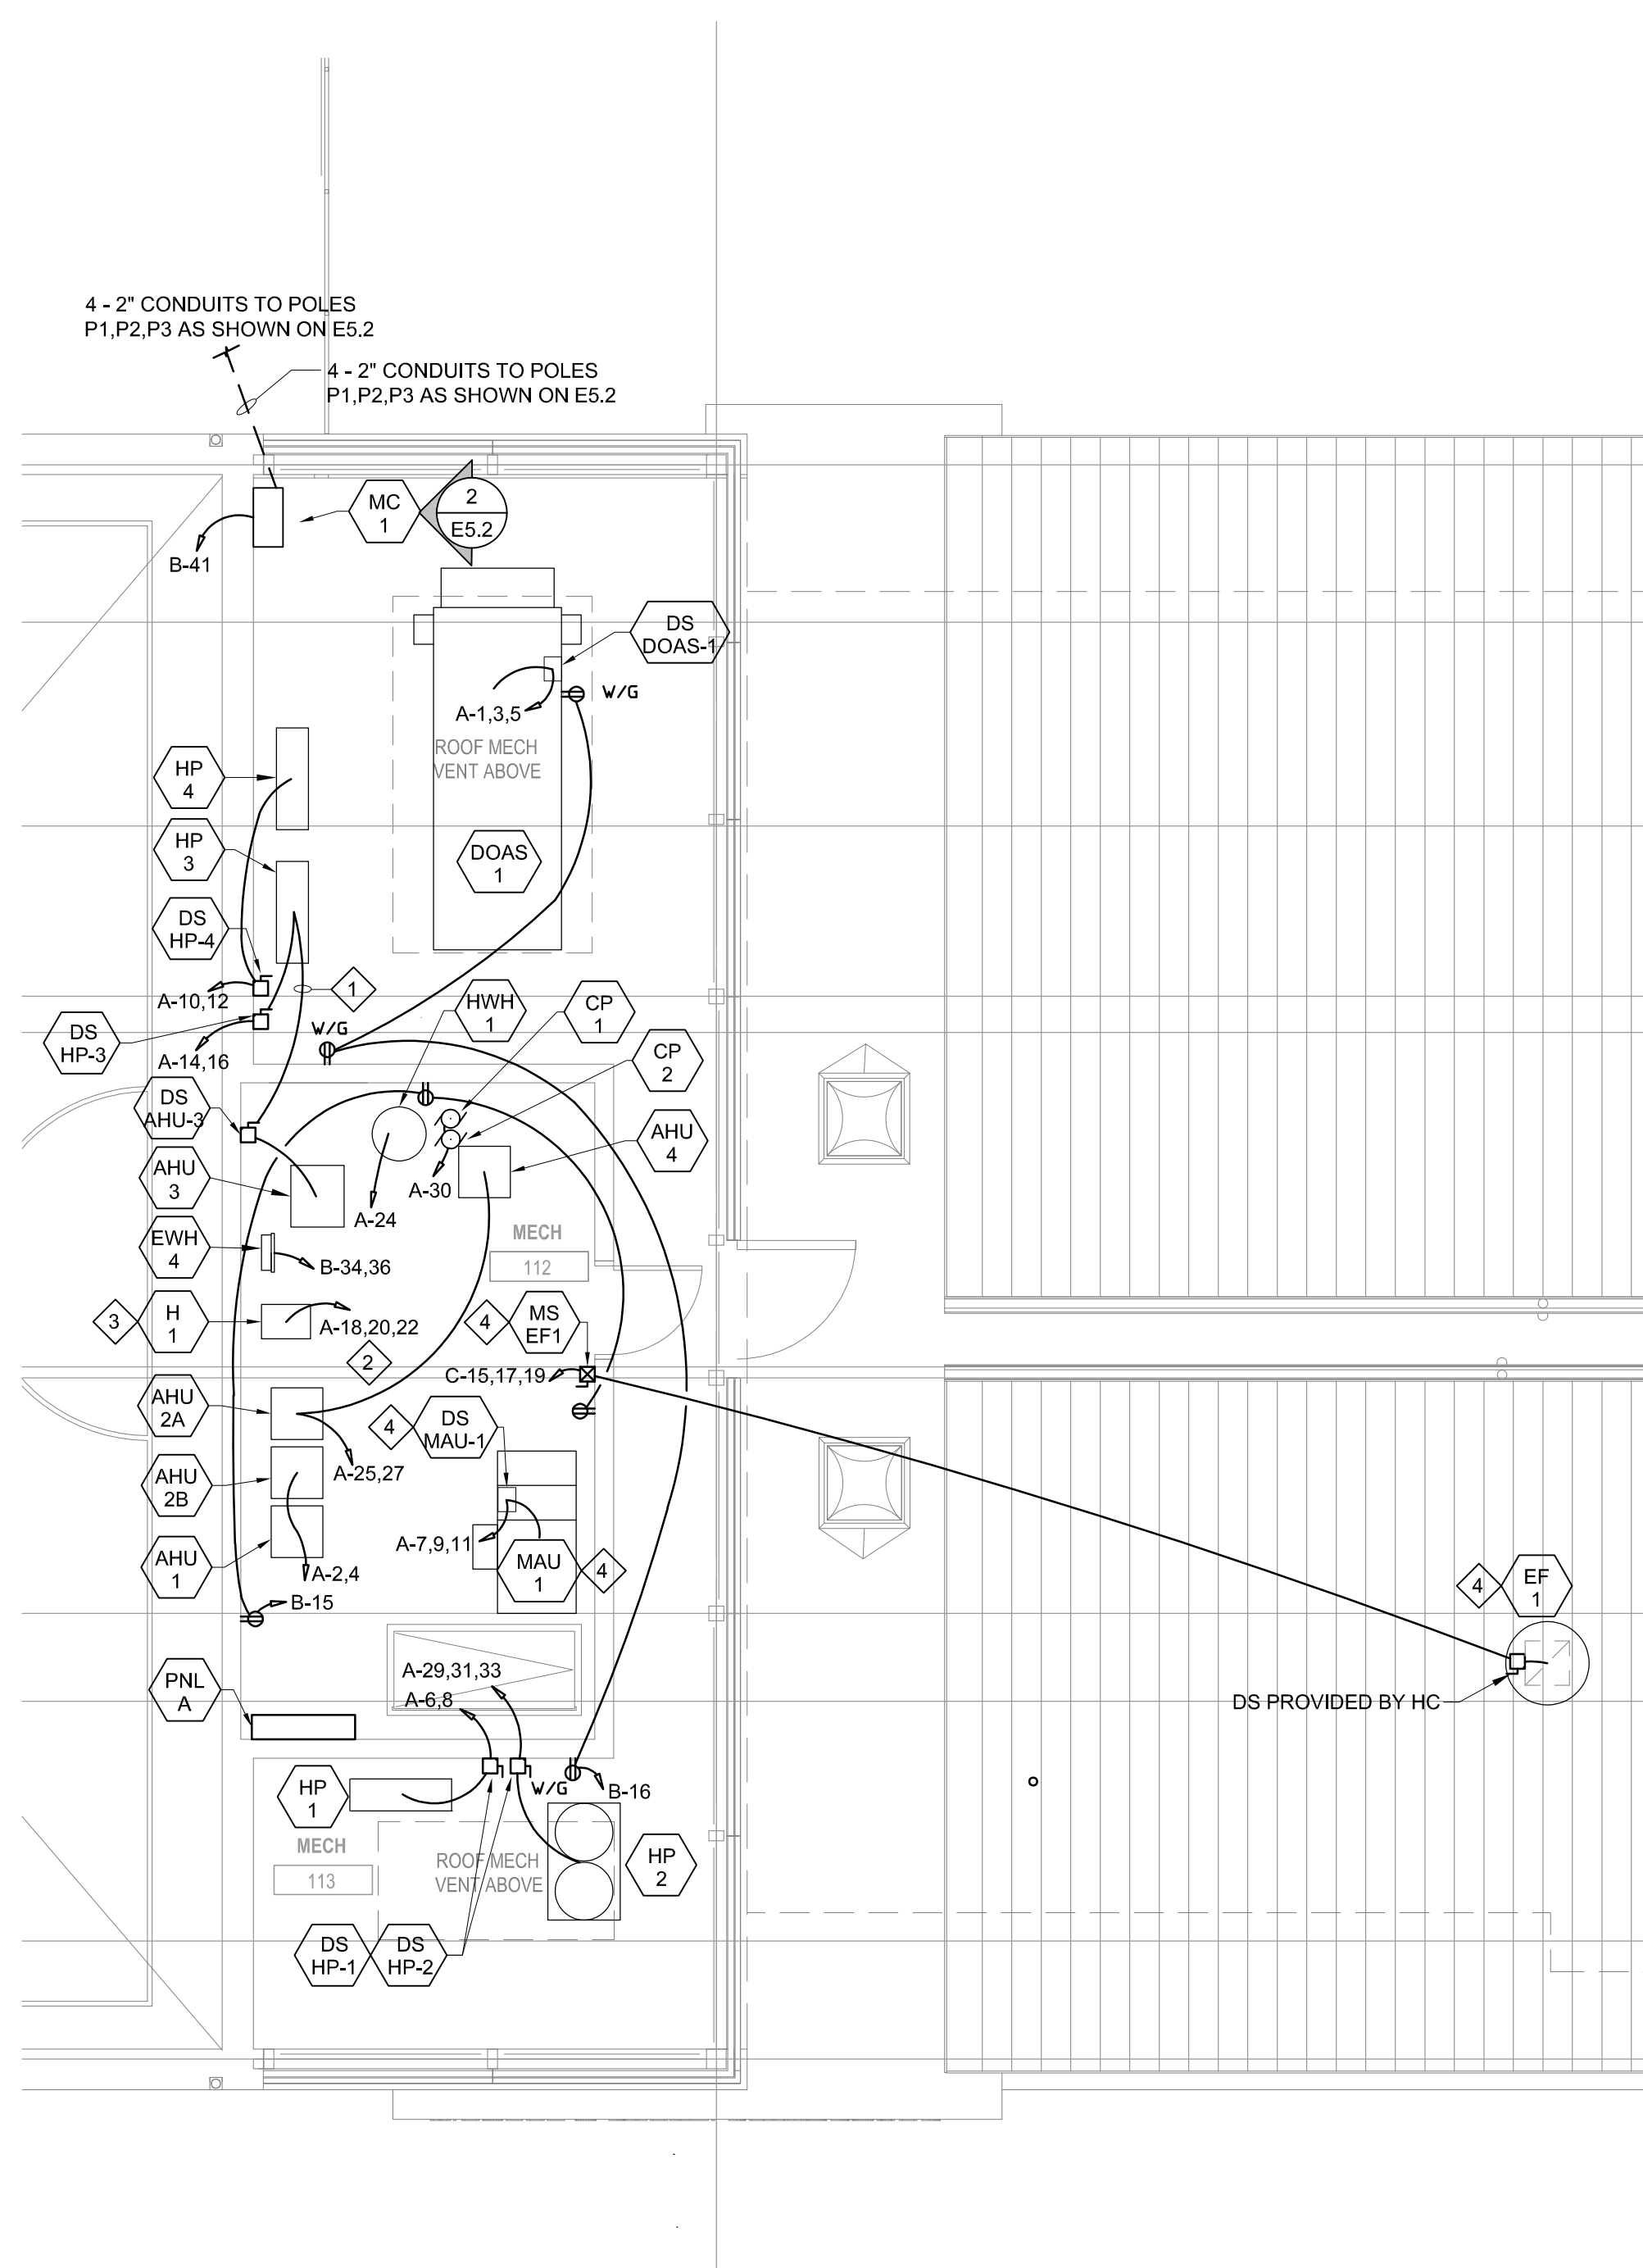 4 - 2" CONDUITS TO POLES
P1,P2,P3 AS SHOWN ON E5.2
4 - 2" CONDUITS TO POLES
P1,P2,P3 AS SHOWN ON E5.2
MC
1
2
E5.2
B-41
DS
DOAS-1
W/G
A-1,3,5
ROOF MECH
VENT ABOVE
HP
4
HP
3
DOAS
1
DS
HP-4
A-10,12
1
HWH
1
CP
1
DS
HP-3
W/G
A-14,16
CP
2
DS
AHU-3
AHU
4
AHU
3
A-30
A-24
MECH
112
EWH
4
B-34,36
3
H
1
A-18,20,22
4
MS
EF1
2
C-15,17,19
AHU
2A
4
DS
MAU-1
A-25,27
AHU
2B
A-7,9,11
AHU
1
MAU
1
4
A-2,4
4
EF
1
B-15
A-29,31,33
PNL
A
A-6,8
DS PROVIDED BY HC
HP
1
W/G
B-16
MECH
113
ROOF MECH
VENT ABOVE
HP
2
DS
HP-1
DS
HP-2